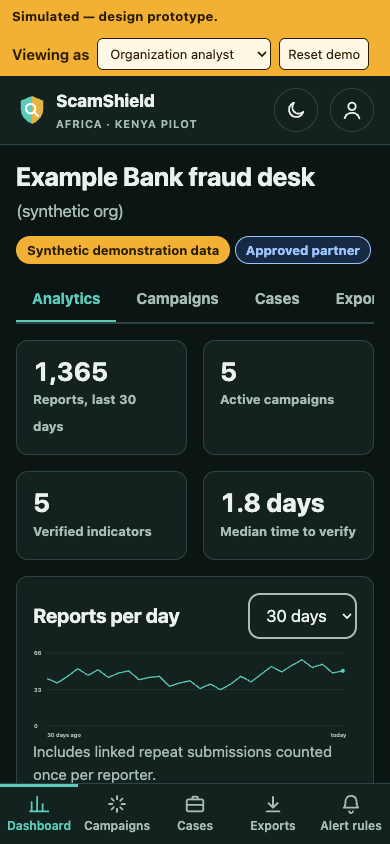 Simulated — design prototype.
Viewing as
Organization analyst
Reset demo
ScamShield
AFRICA · KENYA PILOT
Example Bank fraud desk
(synthetic org)
Synthetic demonstration data
Approved partner
Analytics
Campaigns
Cases
Expor
1,365
Reports, last 30
days
5
Active campaigns
5
Verified indicators
1.8 days
Median time to verify
Reports per day
30 days
66
33
0
30 days ago
today
Includes linked repeat submissions counted
once per reporter.
Dashboard
Campaigns
Cases
Exports
Alert rules